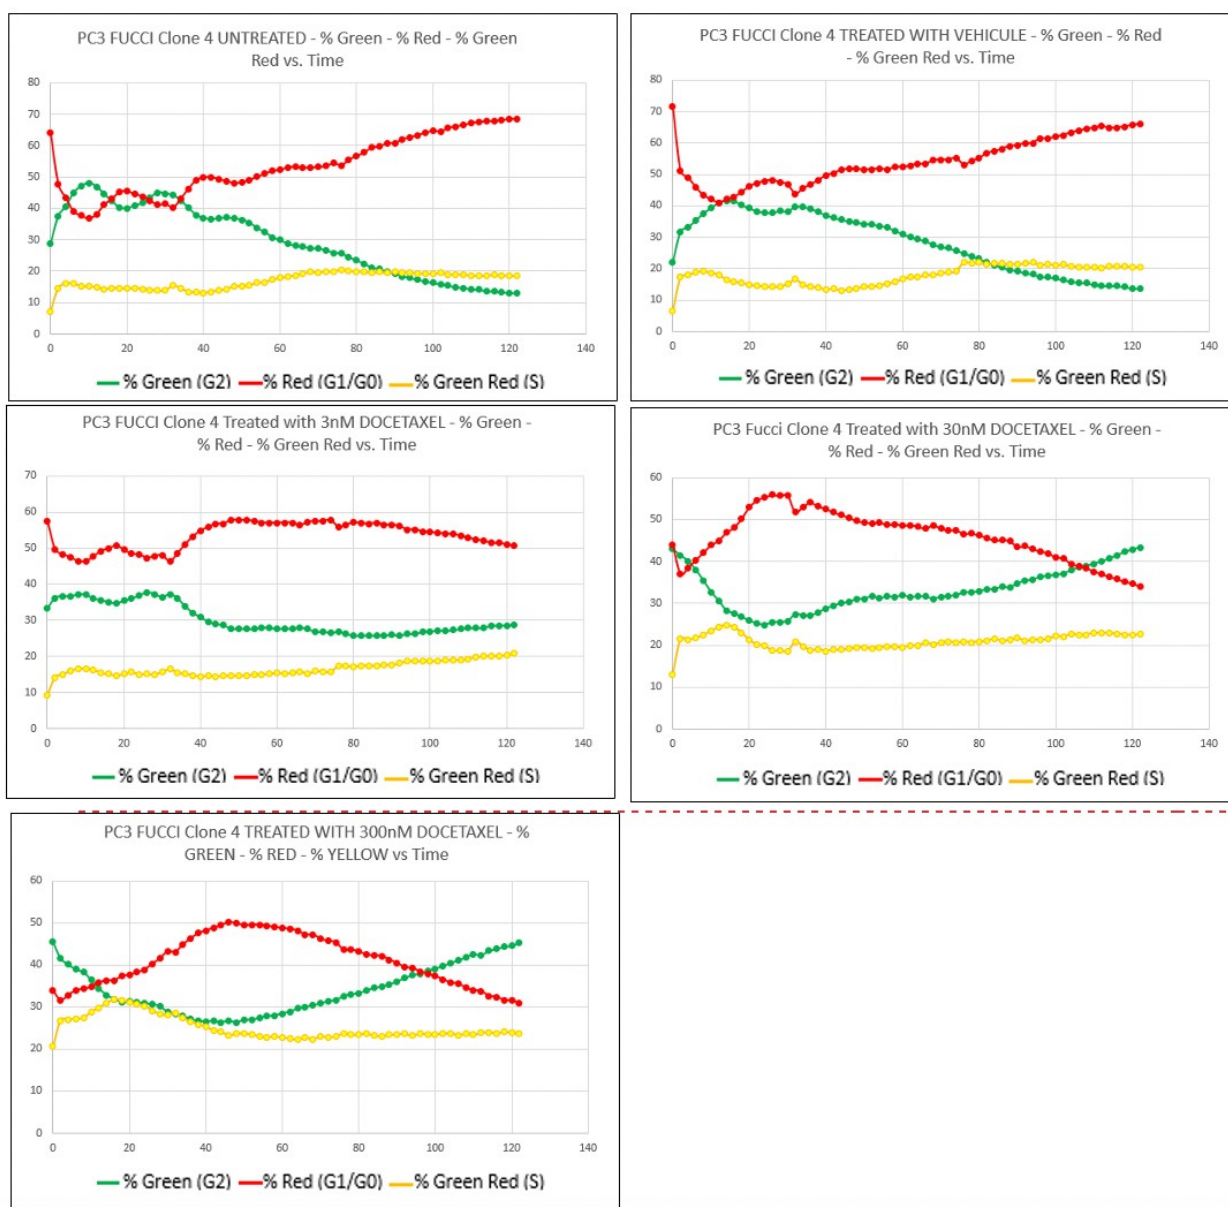 PC3 FUCCI Clone 4 UNTREATED - % Green - % Red - % Green
Red vs. Time
80
70
60
50
40
30
20
10
0
0 20 40 60 80 100 120 140
% Green (G2) % Red (G1/G0) % Green Red (S)
PC3 FUCCI Clone 4 TREATED WITH VEHICULE - % Green - % Red
- % Green Red vs. Time
80
70
60
50
40
30
20
10
0
0 20 40 60 80 100 120 140
% Green (G2) % Red (G1/G0) % Green Red (S)
PC3 FUCCI Clone 4 Treated with 3nM DOCETAXEL - % Green -
% Red - % Green Red vs. Time
70
60
50
40
30
20
10
0
0 20 40 60 80 100 120 140
% Green (G2) % Red (G1/G0) % Green Red (S)
PC3 Fucci Clone 4 Treated with 30nM DOCETAXEL - % Green -
% Red - % Green Red vs. Time
60
50
40
30
20
10
0
0 20 40 60 80 100 120 140
% Green (G2) % Red (G1/G0) % Green Red (S)
PC3 FUCCI Clone 4 TREATED WITH 300nM DOCETAXEL - %
GREEN - % RED - % YELLOW vs Time
60
50
40
30
20
10
0
0 20 40 60 80 100 120 140
% Green (G2) % Red (G1/G0) % Green Red (S)